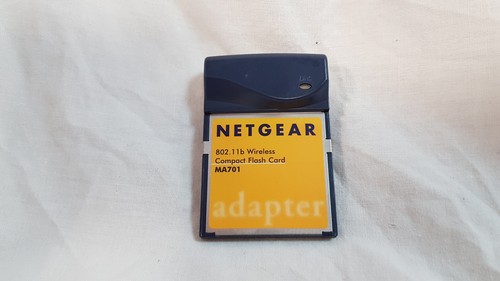 NETGEAR
802.11b Wireless
Compact Flash Card
MA701
adapter